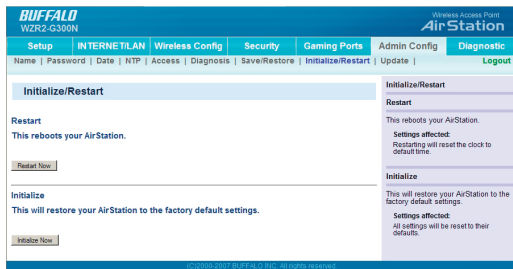 BUFFALO
WZR2-G300N
Wireless Access Point
AirStation
Setup INTERNET/LAN Wireless Config Security Gaming Ports Admin Config Diagnostic
Name | Password | Date | NTP | Access | Diagnosis | Save/Restore | Initialize/Restart | Update | Logout
Initialize/Restart
Restart
This reboots your AirStation.
Restart Now
Initialize
This will restore your AirStation to the factory default settings.
Initialize Now
Initialize/Restart
Restart
This reboots your AirStation.
Settings affected:
Restarting will reset the clock to
default time.
Initialize
This will restore your AirStation to the
factory default settings.
Settings affected:
All settings will be reset to their
defaults.
(C)2000-2007 BUFFALO INC. All rights reserved.